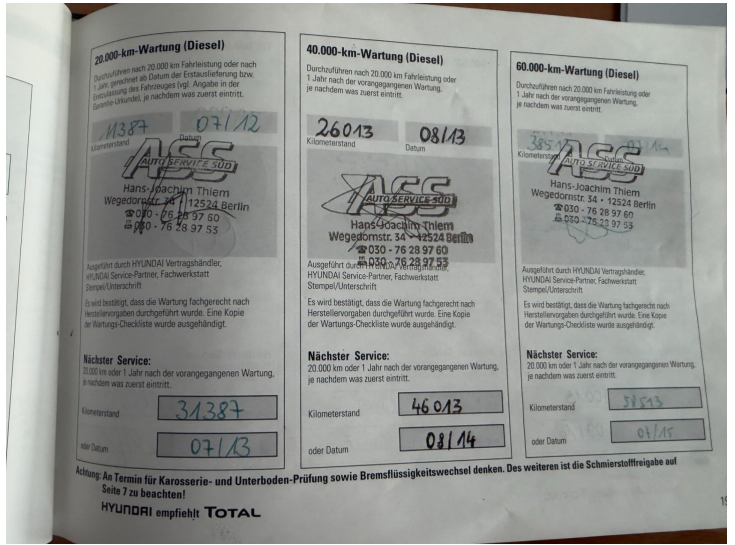 20.000-km-Wartung (Diesel)
Durchzuführen nach 20.000 km Fahrleistung oder nach
1 Jahr, gerechnet ab Datum der Erstauslieferung bzw.
Erstzulassung des Fahrzeuges (vgl. Angabe in der
Garantie-Urkunde), je nachdem was zuerst eintritt.
11387 07/12
Kilometerstand Datum
ASS
AUTO SERVICE SÜD
Hans-Joachim Thiem
Wegedornstr. 34 12524 Berlin
☎ 030 - 76 28 97 60
030 - 76 28 97 53
Ausgeführt durch HYUNDAI Vertragshändler,
HYUNDAI Service-Partner, Fachwerkstatt
Stempel/Unterschrift
Es wird bestätigt, dass die Wartung fachgerecht nach
Herstellervorgaben durchgeführt wurde. Eine Kopie
der Wartungs-Checkliste wurde ausgehändigt.
Nächster Service:
20.000 km oder 1 Jahr nach der vorangegangenen Wartung,
je nachdem was zuerst eintritt.
Kilometerstand 31387
oder Datum 07/13
40.000-km-Wartung (Diesel)
Durchzuführen nach 20.000 km Fahrleistung oder
1 Jahr nach der vorangegangenen Wartung,
je nachdem was zuerst eintritt.
26013 08/13
Kilometerstand Datum
ASS
AUTO SERVICE SÜD
Hans-Joachim Thiem
Wegedornstr. 34 - 12524 Berlin
☎ 030 - 76 28 97 60
030 - 76 28 97 53
Ausgeführt durch HYUNDAI Vertragshändler,
HYUNDAI Service-Partner, Fachwerkstatt
Stempel/Unterschrift
Es wird bestätigt, dass die Wartung fachgerecht nach
Herstellervorgaben durchgeführt wurde. Eine Kopie
der Wartungs-Checkliste wurde ausgehändigt.
Nächster Service:
20.000 km oder 1 Jahr nach der vorangegangenen Wartung,
je nachdem was zuerst eintritt.
Kilometerstand 46013
oder Datum 08/14
60.000-km-Wartung (Diesel)
Durchzuführen nach 20.000 km Fahrleistung oder
1 Jahr nach der vorangegangenen Wartung,
je nachdem was zuerst eintritt.
Kilometerstand Datum
ASS
AUTO SERVICE SÜD
Hans-Joachim Thiem
Wegedornstr. 34 - 12524 Berlin
☎ 030 - 76 28 97 60
030 - 76 28 97 53
Ausgeführt durch HYUNDAI Vertragshändler,
HYUNDAI Service-Partner, Fachwerkstatt
Stempel/Unterschrift
Es wird bestätigt, dass die Wartung fachgerecht nach
Herstellervorgaben durchgeführt wurde. Eine Kopie
der Wartungs-Checkliste wurde ausgehändigt.
Nächster Service:
20.000 km oder 1 Jahr nach der vorangegangenen Wartung,
je nachdem was zuerst eintritt.
Kilometerstand 58513
oder Datum 07/15
Achtung: An Termin für Karosserie- und Unterboden-Prüfung sowie Bremsflüssigkeitswechsel denken. Des weiteren ist die Schmierstofffreigabe auf
Seite 7 zu beachten!
HYUNDAI empfiehlt TOTAL